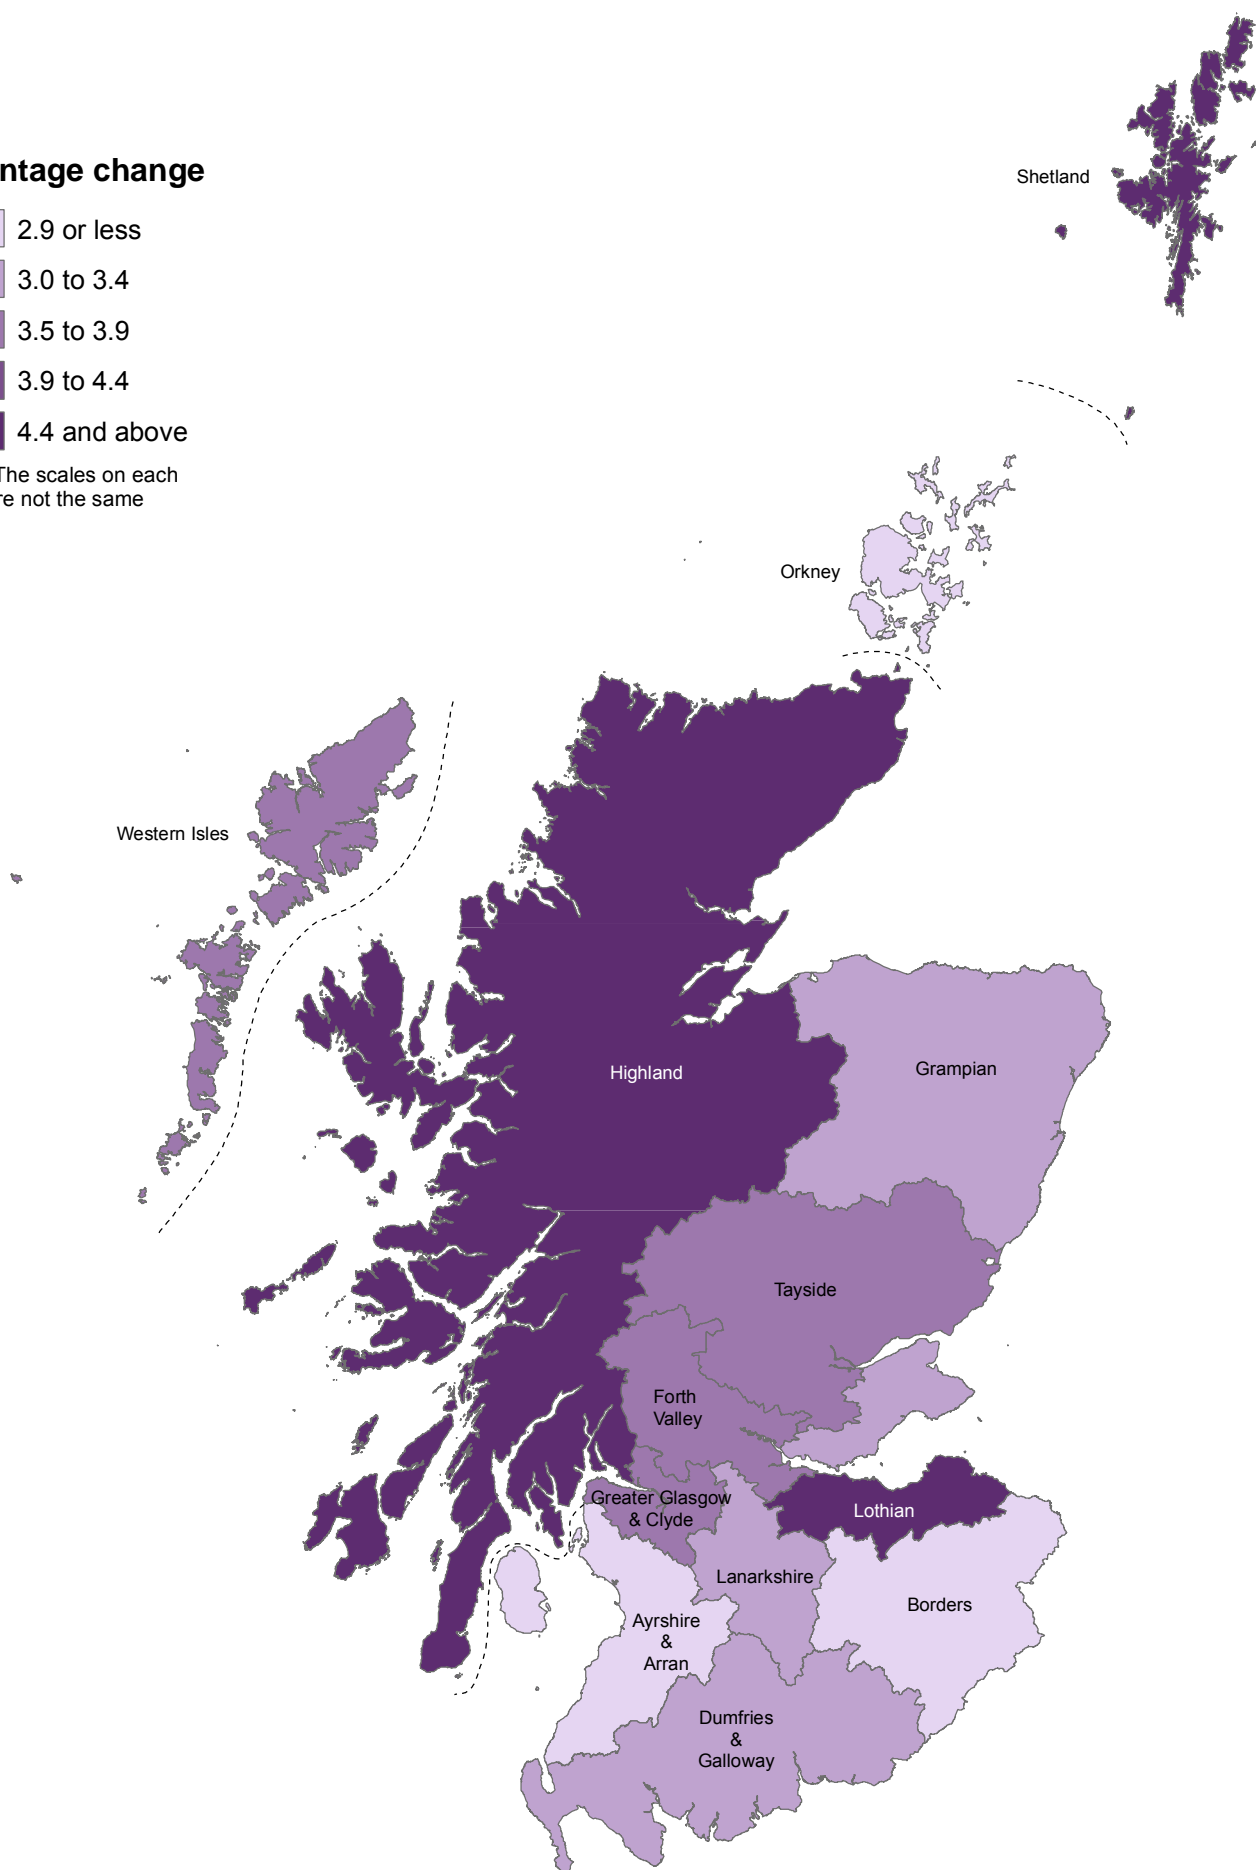 ntage change
2.9 or less
3.0 to 3.4
3.5 to 3.9
3.9 to 4.4
4.4 and above
The scales on each
re not the same
Shetland
Orkney
Western Isles
Highland
Grampian
Tayside
Forth
Valley
Greater Glasgow
& Clyde
Lothian
Lanarkshire
Borders
Ayrshire
&
Arran
Dumfries
&
Galloway